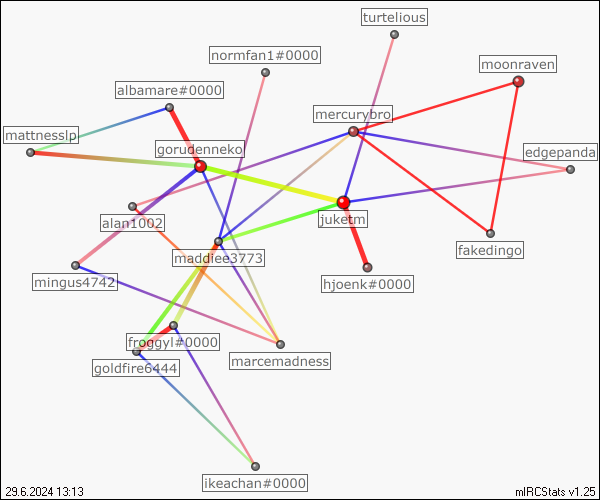 turtelious
normfan1#0000
moonraven
albamare#0000
mercurybro
mattnesslp
gorudenneko
edgepanda
alan1002
juketm
fakedingo
maddiee3773
mingus4742
hjoenk#0000
froggyl#0000
marcemadness
goldfire6444
ikeachan#0000
29.6.2024 13:13
mIRCStats v1.25